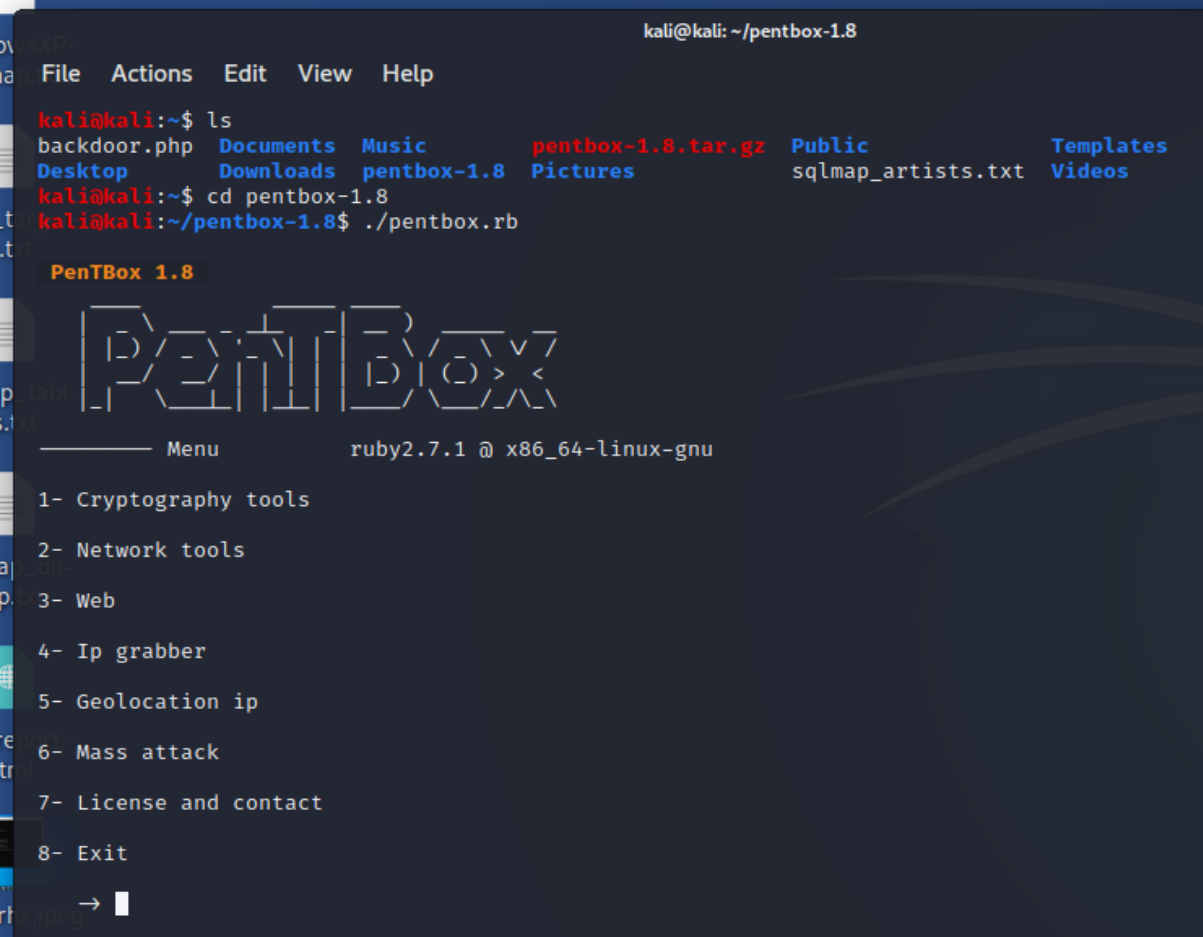 kali@kali: ~/pentbox-1.8
File Actions Edit View Help
kali@kali:~$ ls
backdoor.php Documents Music pentbox-1.8.tar.gz Public Templates
Desktop Downloads pentbox-1.8 Pictures sqlmap_artists.txt Videos
kali@kali:~$ cd pentbox-1.8
kali@kali:~/pentbox-1.8$ ./pentbox.rb
PenTBox 1.8
PenTBox
Menu ruby2.7.1 @ x86_64-linux-gnu
1- Cryptography tools
2- Network tools
3- Web
4- Ip grabber
5- Geolocation ip
6- Mass attack
7- License and contact
8- Exit
→